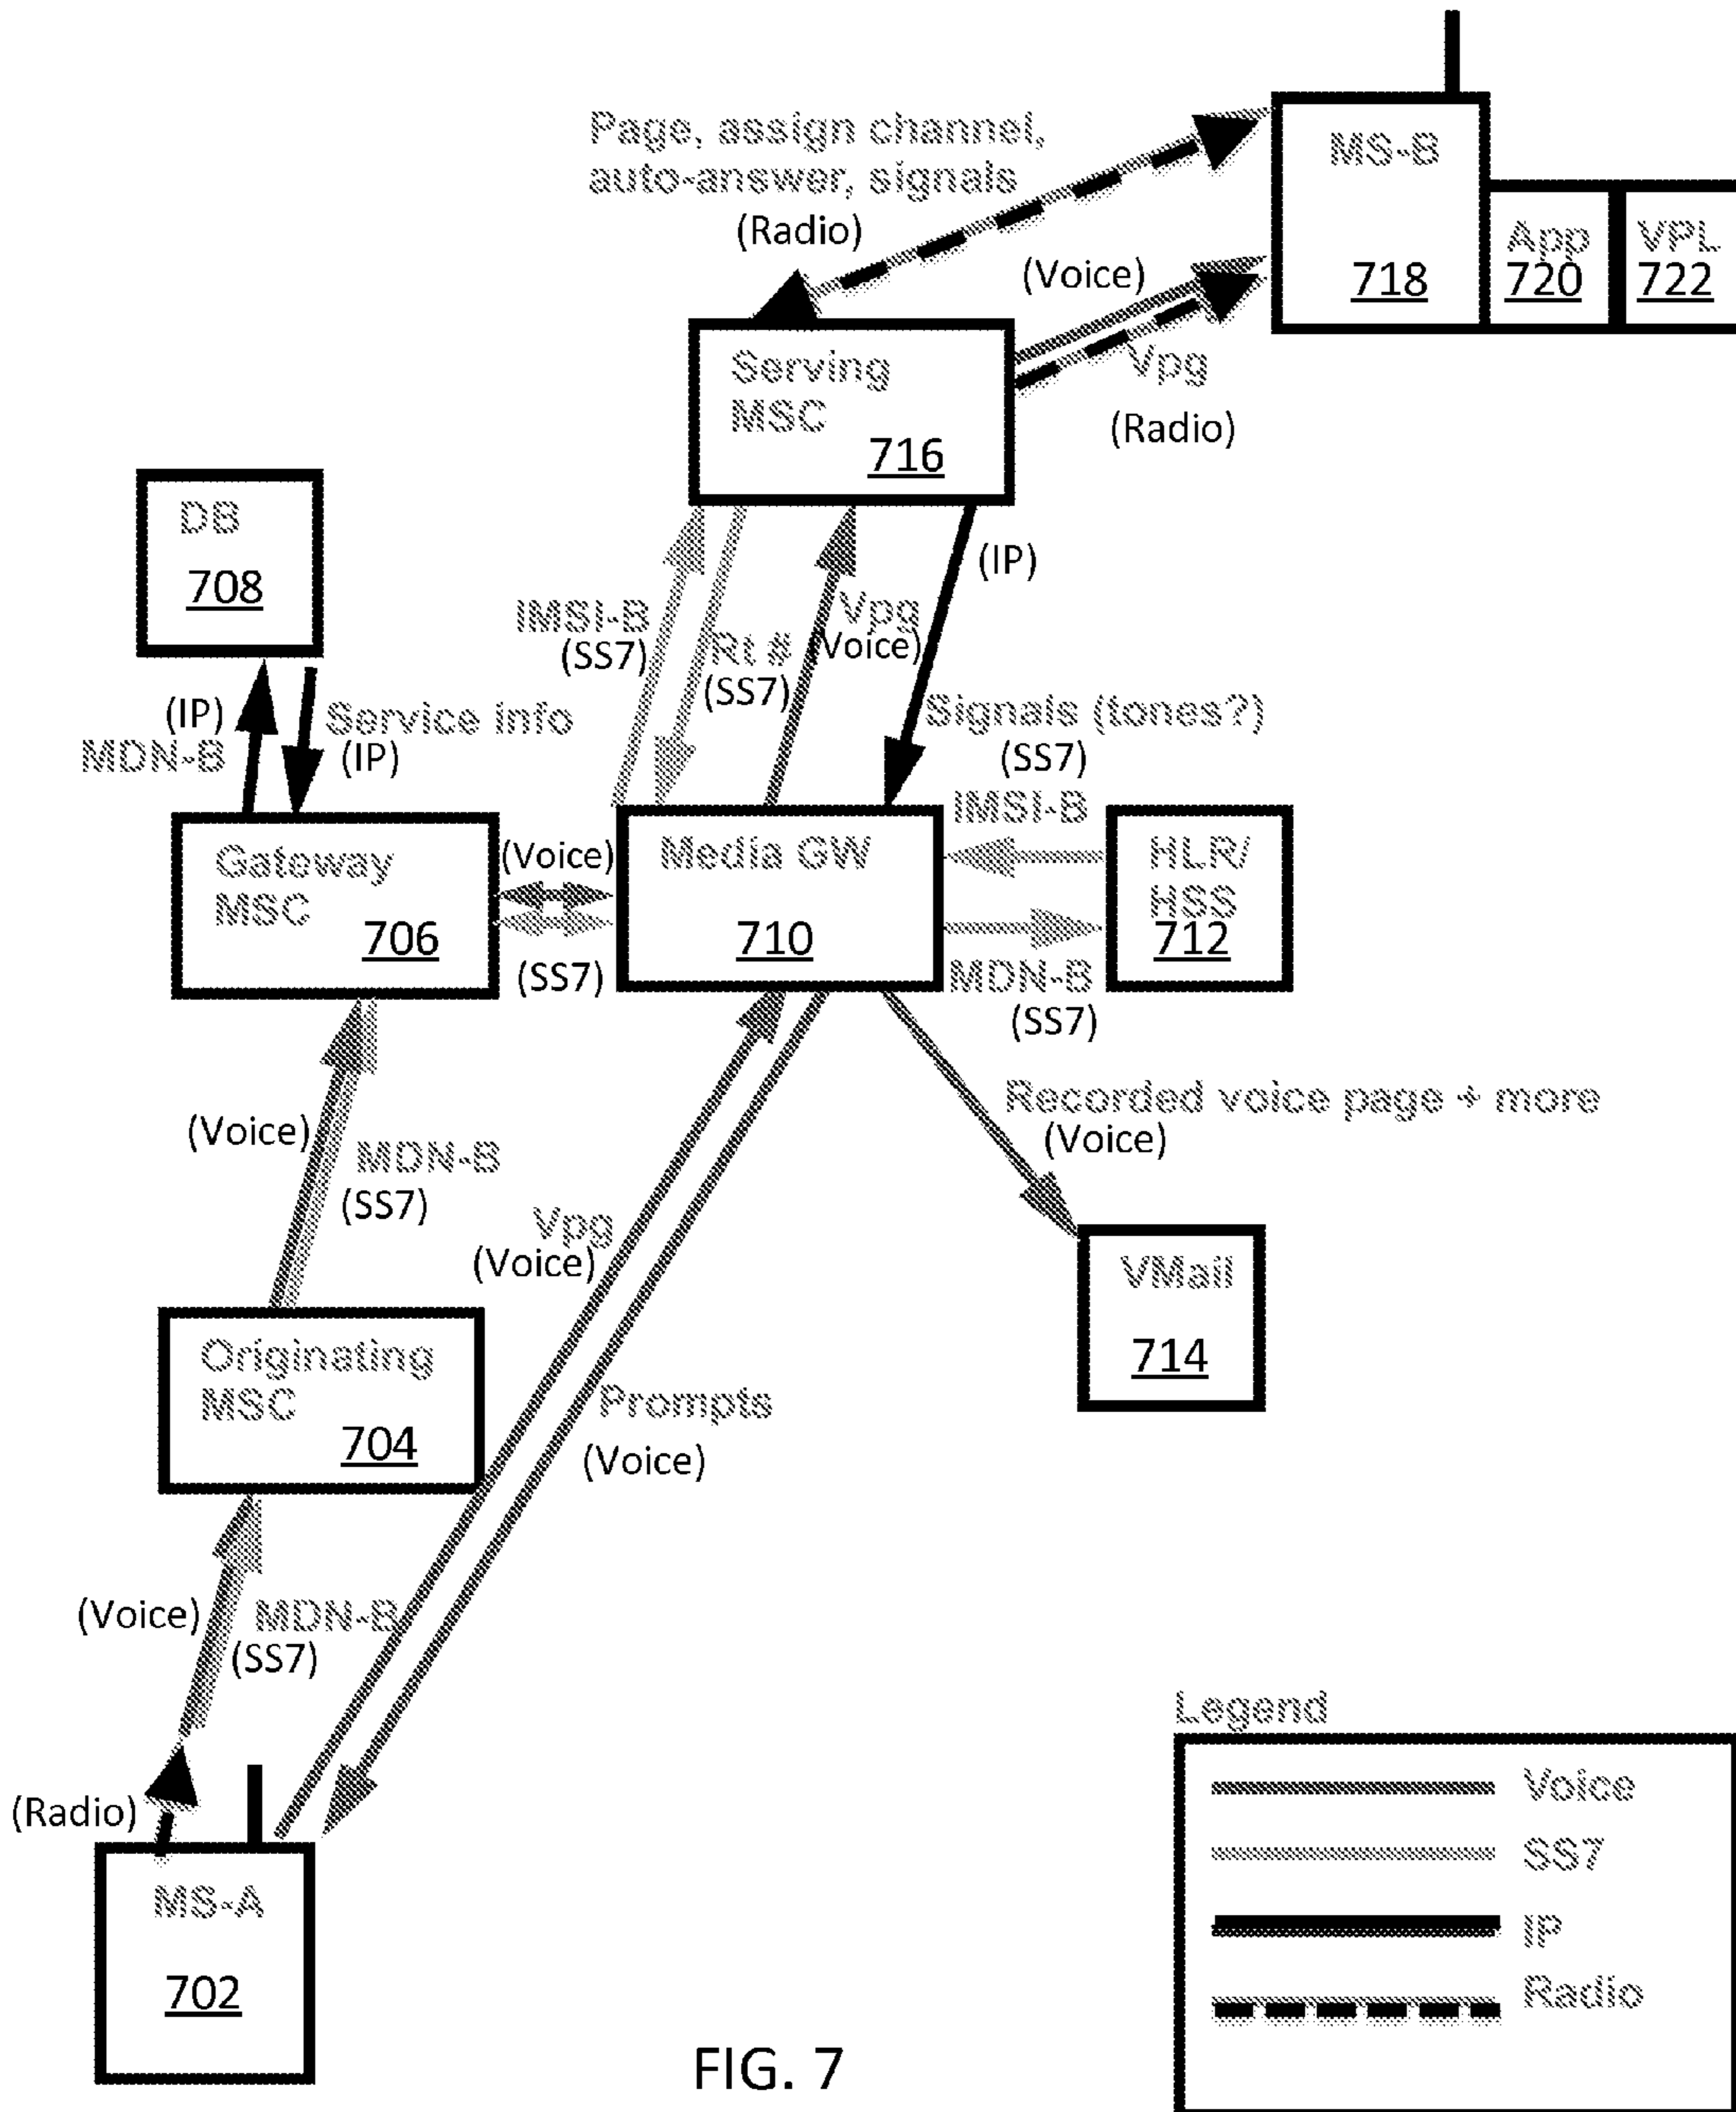 Page, assign channel,
auto-answer, signals
(Radio)
MS-B
718
App
720
VPL
722
(Voice)
Vpg
(Radio)
Serving
MSC
716
DB
708
(IP)
MDN-B
Service info
(IP)
IMSI-B
(SS7)
Rt #
(SS7)
Vpg
(Voice)
(IP)
Signals (tones?)
(SS7)
IMSI-B
Gateway
MSC
706
(Voice)
(SS7)
Media GW
710
HLR/
HSS
712
MDN-B
(SS7)
(Voice)
MDN-B
(SS7)
Recorded voice page + more
(Voice)
Vpg
(Voice)
VMail
714
Originating
MSC
704
Prompts
(Voice)
(Voice)
MDN-B
(SS7)
(Radio)
MS-A
702
Legend
Voice
SS7
IP
Radio
FIG. 7